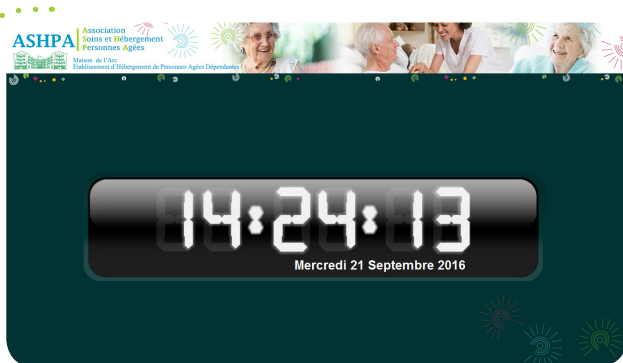 ASHPA
Association
Soins et Hébergement
Personnes Agées
Maison de l'Arc
Etablissement d'Hébergement de Personnes Agées Dépendantes
14:24:13
Mercredi 21 Septembre 2016